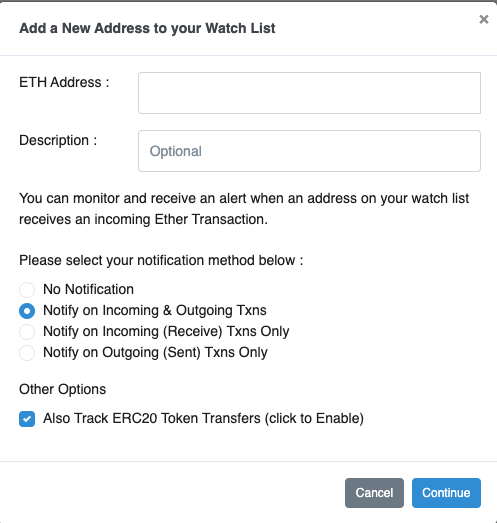 Add a New Address to your Watch List
×
ETH Address :
Description :
Optional
You can monitor and receive an alert when an address on your watch list
receives an incoming Ether Transaction.
Please select your notification method below :
No Notification
Notify on Incoming & Outgoing Txns
Notify on Incoming (Receive) Txns Only
Notify on Outgoing (Sent) Txns Only
Other Options
Also Track ERC20 Token Transfers (click to Enable)
Cancel
Continue